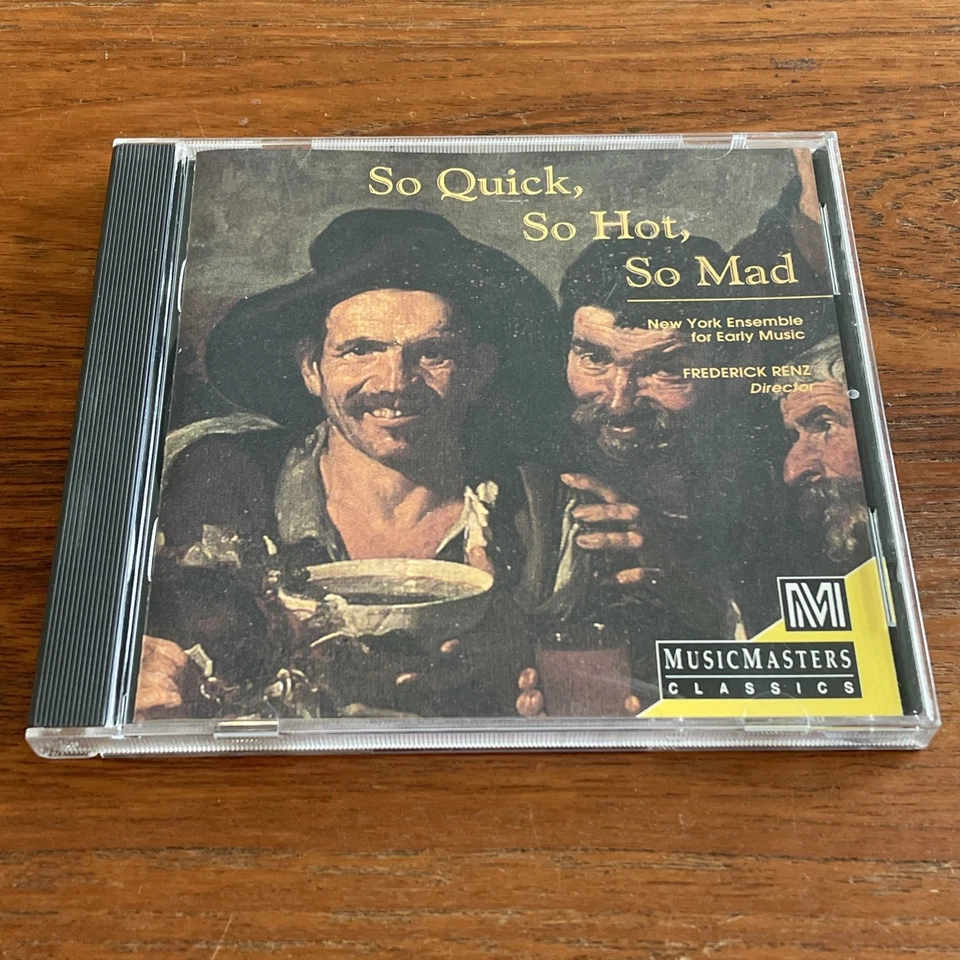 So Quick,
So Hot,
So Mad
New York Ensemble
for Early Music
FREDERICK RENZ
Director
MUSICMASTERS
CLASSICS